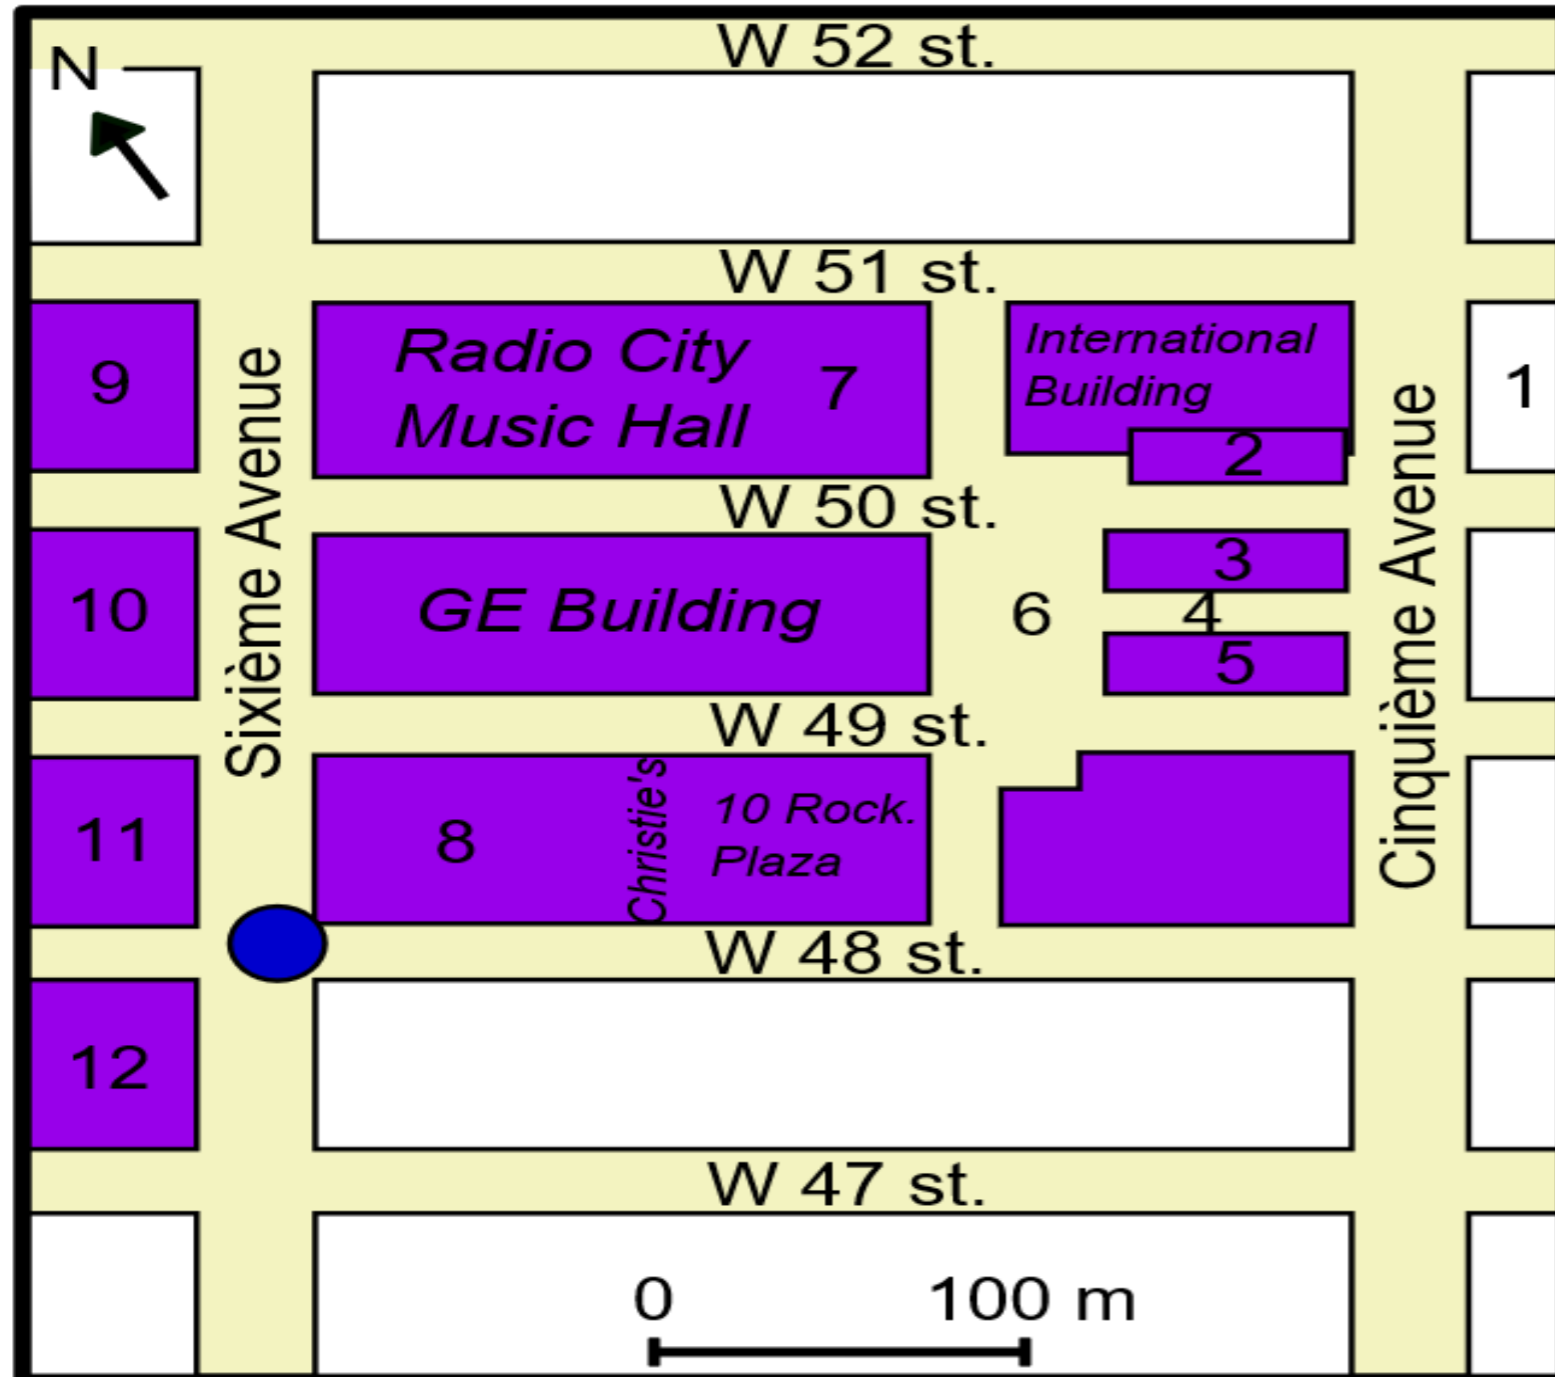 W 52 st.
N
W 51 st.
9
Sixième Avenue
Radio City
Music Hall
7
International
Building
2
Cinquième Avenue
1
W 50 st.
10
GE Building
6
3
4
5
W 49 st.
11
8
Christie's
10 Rock.
Plaza
W 48 st.
12
W 47 st.
0
100 m